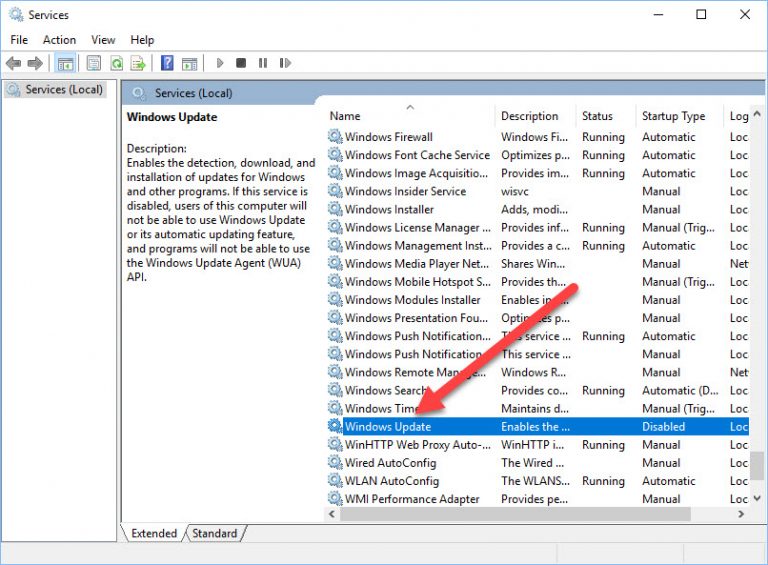 Services
File Action View Help
Services (Local)
Services (Local)
Windows Update
Description:
Enables the detection, download, and
installation of updates for Windows
and other programs. If this service is
disabled, users of this computer will
not be able to use Windows Update
or its automatic updating feature,
and programs will not be able to use
the Windows Update Agent (WUA)
API.
Name Description Status Startup Type Log
Windows Firewall Windows Fi... Running Automatic Loc
Windows Font Cache Service Optimizes p... Running Automatic Loc
Windows Image Acquisitio... Provides im... Running Automatic Loc
Windows Insider Service wisvc Manual Loc
Windows Installer Adds, modi... Manual Loc
Windows License Manager ... Provides inf... Running Manual (Trig... Loc
Windows Management Inst... Provides a c... Running Automatic Loc
Windows Media Player Net... Shares Win... Manual Net
Windows Mobile Hotspot S... Provides th... Manual (Trig... Loc
Windows Modules Installer Enables in... Manual Loc
Windows Presentation Fou... Optimizes p... Manual Loc
Windows Push Notification... This service ... Running Automatic Loc
Windows Push Notification... This service ... Manual Loc
Windows Remote Manage... Windows R... Manual Net
Windows Search Provides co... Running Automatic (D... Loc
Windows Time Maintains d... Manual (Trig... Loc
Windows Update Enables the ... Disabled Loc
WinHTTP Web Proxy Auto-... WinHTTP i... Running Manual Loc
Wired AutoConfig The Wired ... Manual Loc
WLAN AutoConfig The WLANS... Running Automatic Loc
WMI Performance Adapter Provides pe... Manual Loc
Extended Standard